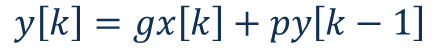 y[k] = gx[k] + py[k − 1]